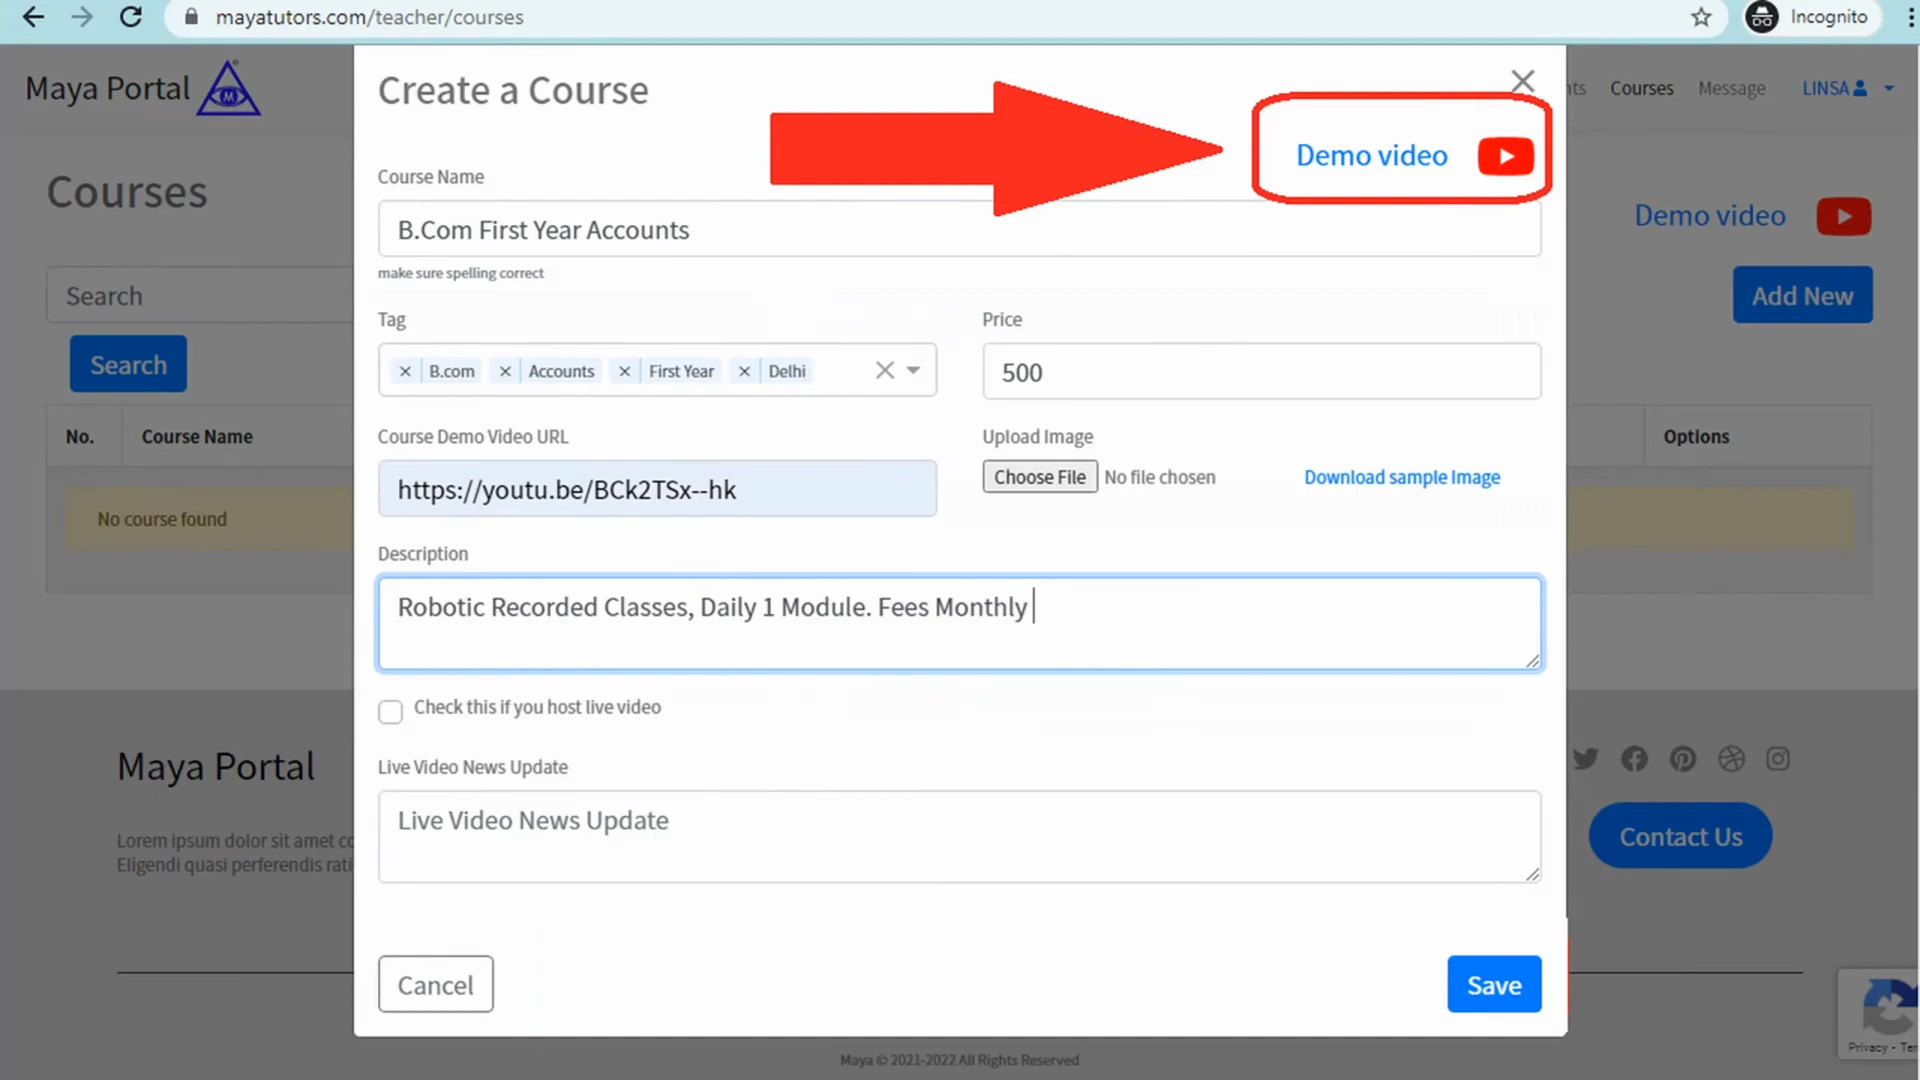 mayatutors.com/teacher/courses
Incognito
Maya Portal
M
Courses
Message
LINSA
Create a Course
Demo video
Courses
Demo video
Course Name
B.Com First Year Accounts
make sure spelling correct
Search
Add New
Search
Tag
Price
B.com
Accounts
First Year
Delhi
500
No.
Course Name
Options
Course Demo Video URL
Upload Image
https://youtu.be/BCk2TSx--hk
Choose File No file chosen
Download sample Image
No course found
Description
Robotic Recorded Classes, Daily 1 Module. Fees Monthly
Check this if you host live video
Live Video News Update
Live Video News Update
Maya Portal
Lorem ipsum dolor sit amet
Eligendi quasi perferendis
Contact Us
Cancel
Save
Privacy -
Maya © 2021-2022 All Rights Reserved